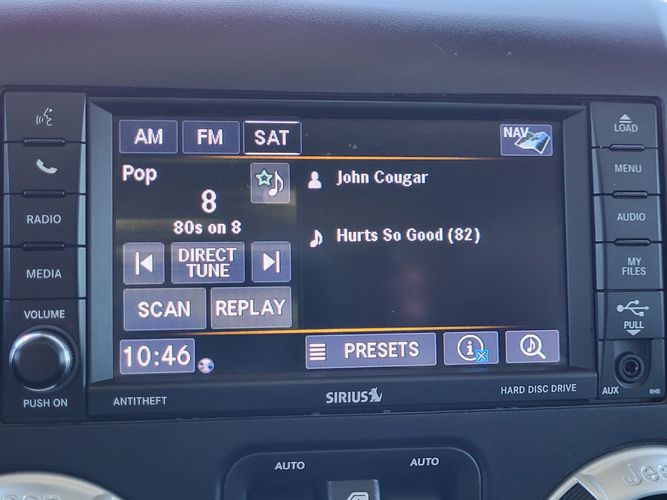 AM FM SAT NAV
LOAD
Pop
8
80s on 8
John Cougar
Hurts So Good (82)
MENU
RADIO
AUDIO
DIRECT
TUNE
MEDIA
MY
FILES
SCAN REPLAY
VOLUME
PULL
10:46 PRESETS
PUSH ON
ANTITHEFT SIRIUS HARD DISC DRIVE AUX RHB
AUTO AUTO
Jeep